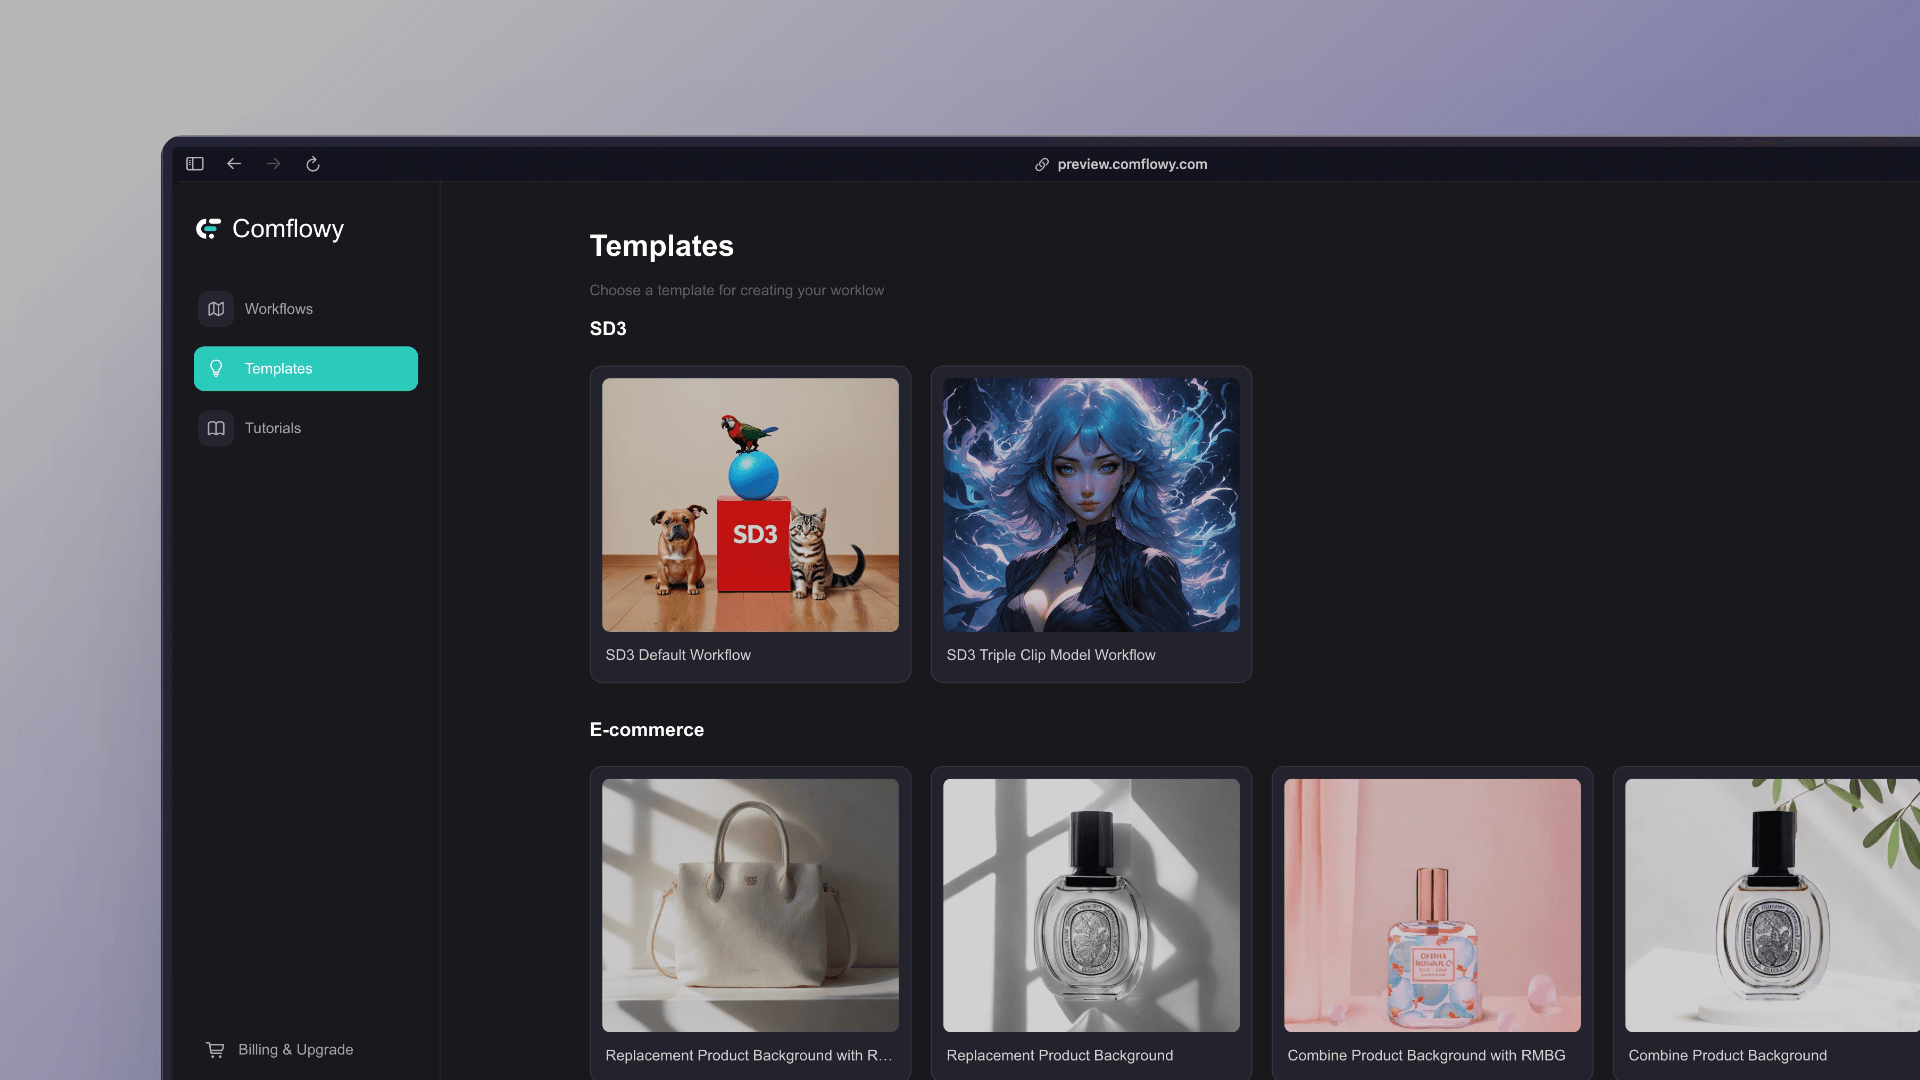 preview.comflowy.com
Comflowy
Workflows
Templates
Tutorials
Billing & Upgrade
Templates
Choose a template for creating your worklow
SD3
SD3
SD3 Default Workflow
SD3 Triple Clip Model Workflow
E-commerce
Replacement Product Background with R...
Replacement Product Background
Combine Product Background with RMBG
Combine Product Background